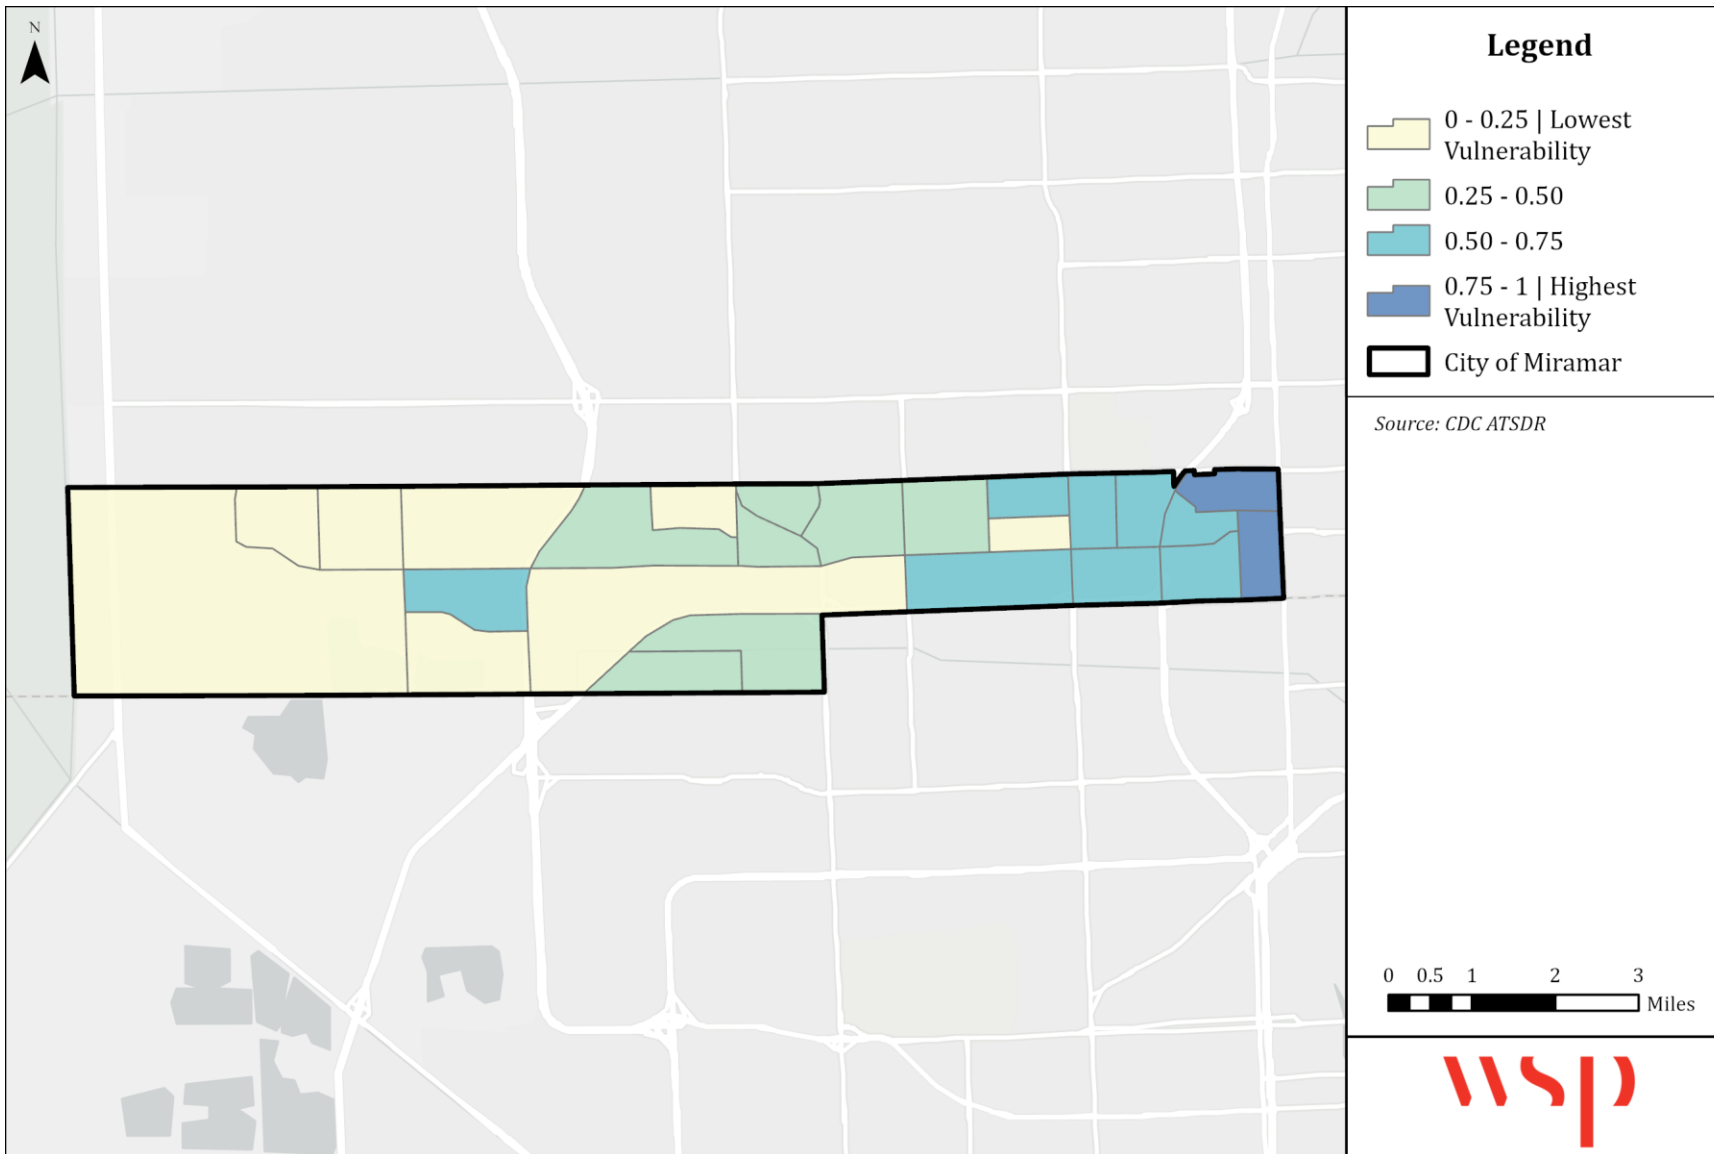 N
Legend
0 - 0.25 | Lowest
Vulnerability
0.25 - 0.50
0.50 - 0.75
0.75 - 1 | Highest
Vulnerability
City of Miramar
Source: CDC ATSDR
0 0.5 1 2 3
Miles
wsp